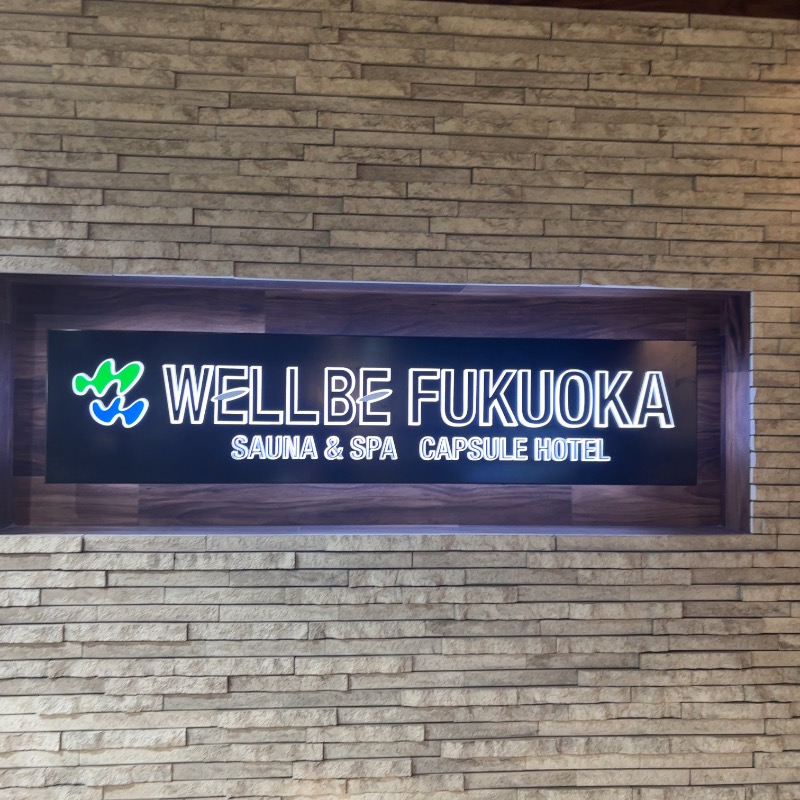 WELLBE FUKUOKA
SAUNA & SPA CAPSULE HOTEL